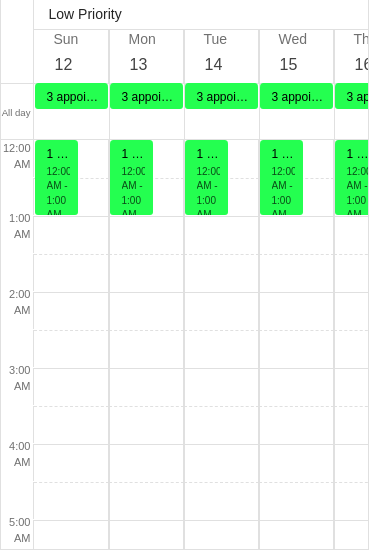 Low Priority
Sun Mon Tue Wed Th
12 13 14 15 16
All day 3 appoi... 3 appoi... 3 appoi... 3 appoi... 3 ap
12:00 AM
1 ... 1 ... 1 ... 1 ... 1 ...
12:00 12:00 12:00 12:00 12:00
AM - AM - AM - AM - AM -
1:00 1:00 1:00 1:00 1:00
AM AM AM AM AM
1:00 AM
2:00 AM
3:00 AM
4:00 AM
5:00 AM